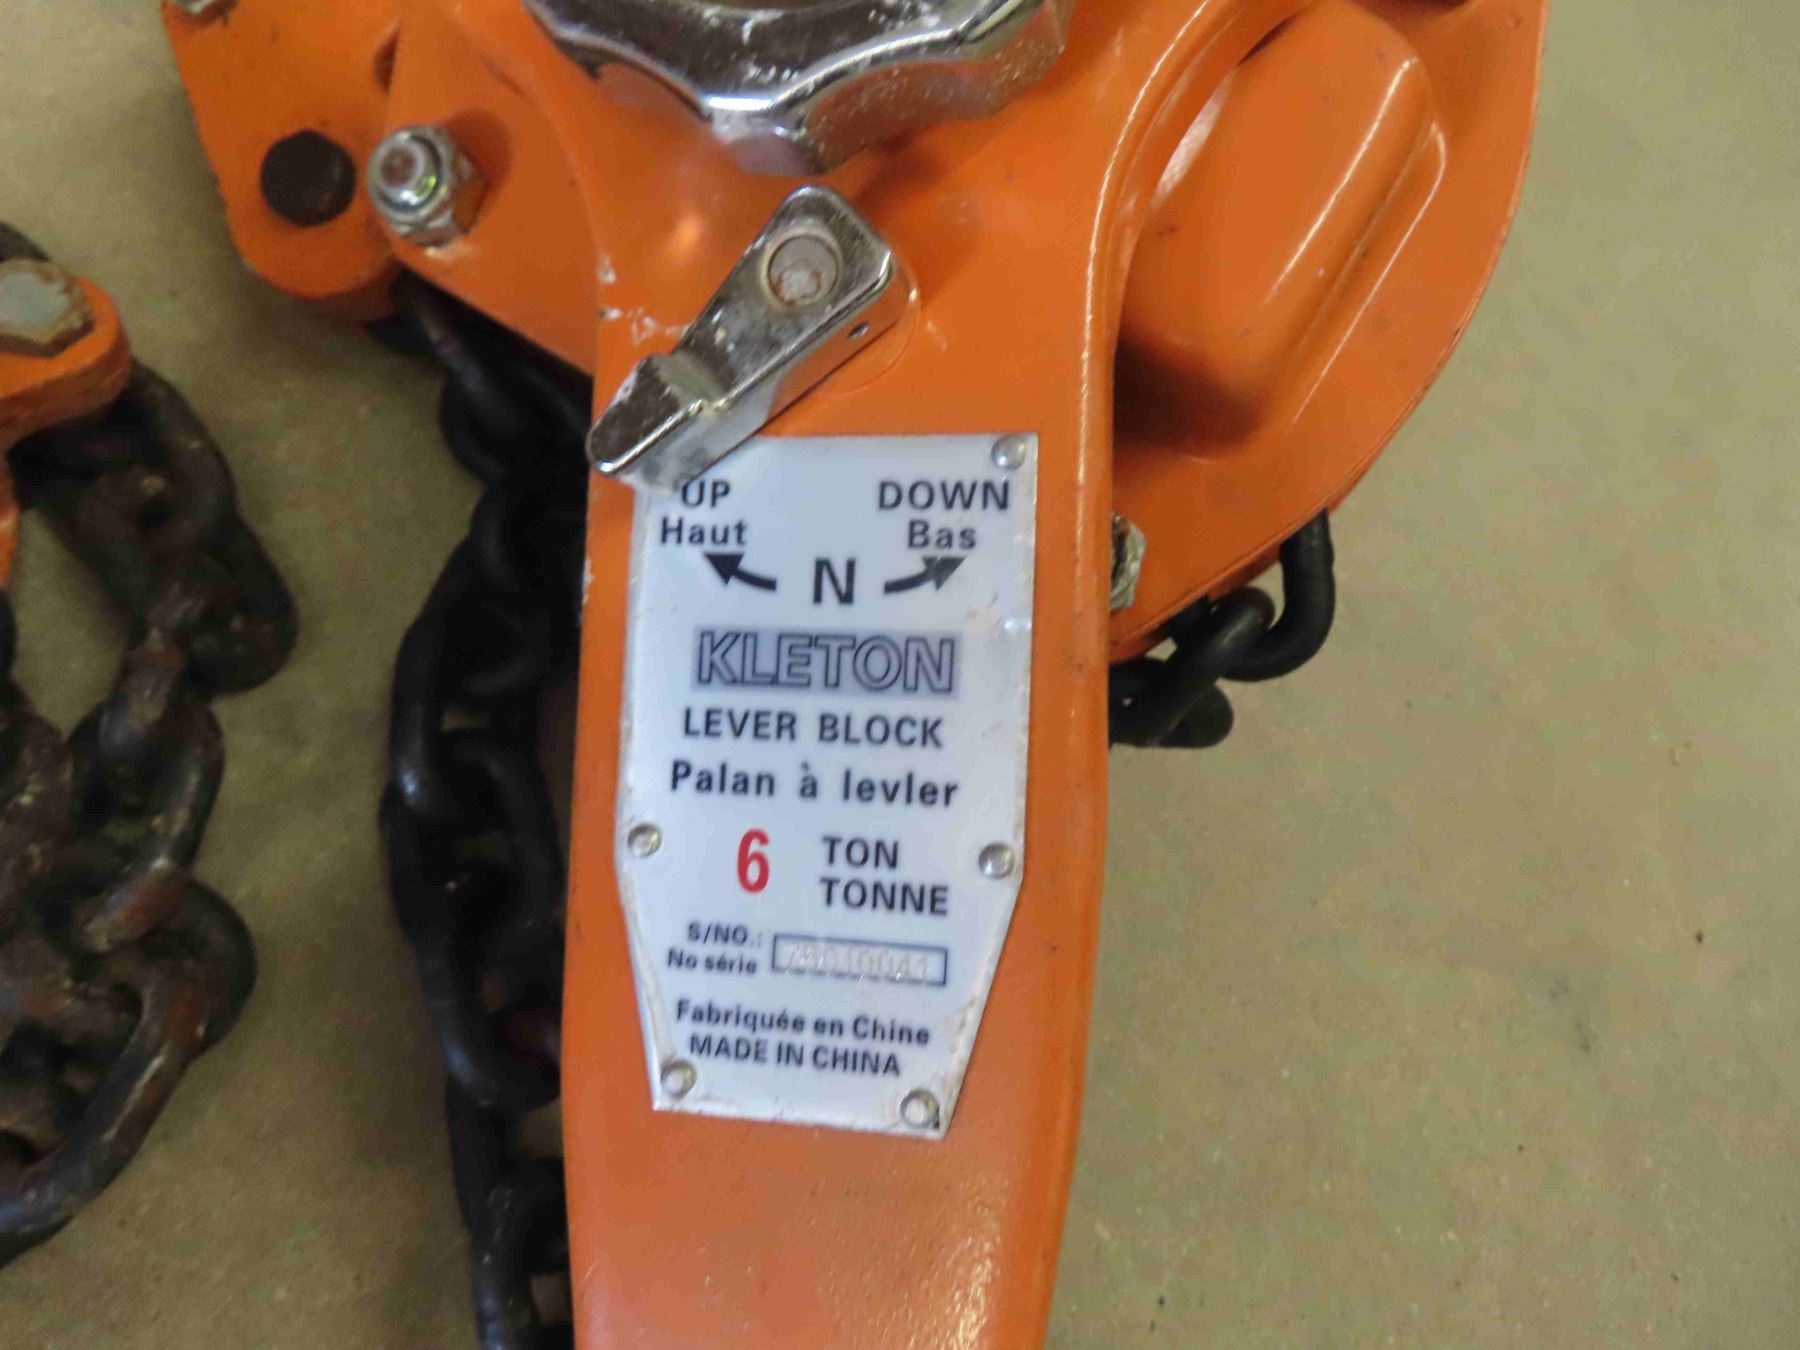 UP DOWN
Haut Bas
N
KLETON
LEVER BLOCK
Palan à levler
6 TON
TONNE
S/NO.:
No série
Fabriquée en Chine
MADE IN CHINA